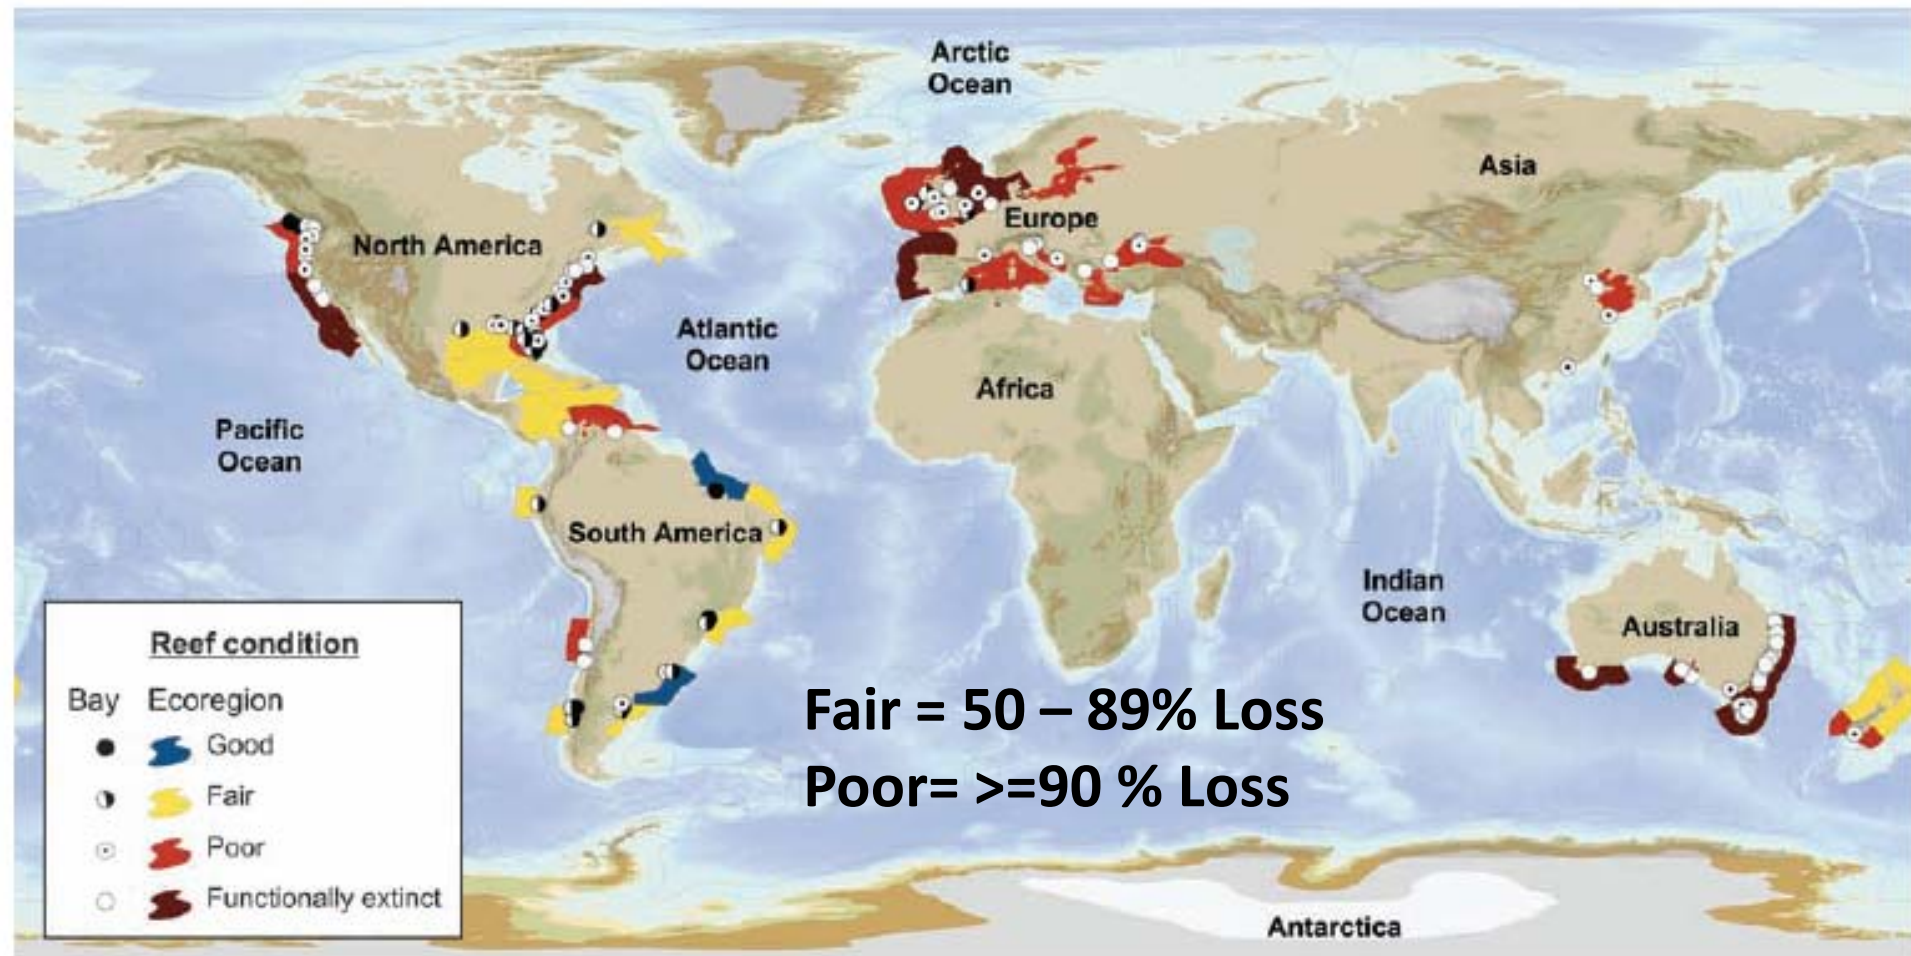 Arctic
Ocean
Asia
Europe
North America
Atlantic
Ocean
Africa
Pacific
Ocean
South America
Indian
Ocean
Australia
Reef condition
Bay Ecoregion
Good
Fair
Poor
Functionally extinct
Fair = 50 – 89% Loss
Poor= >=90 % Loss
Antarctica